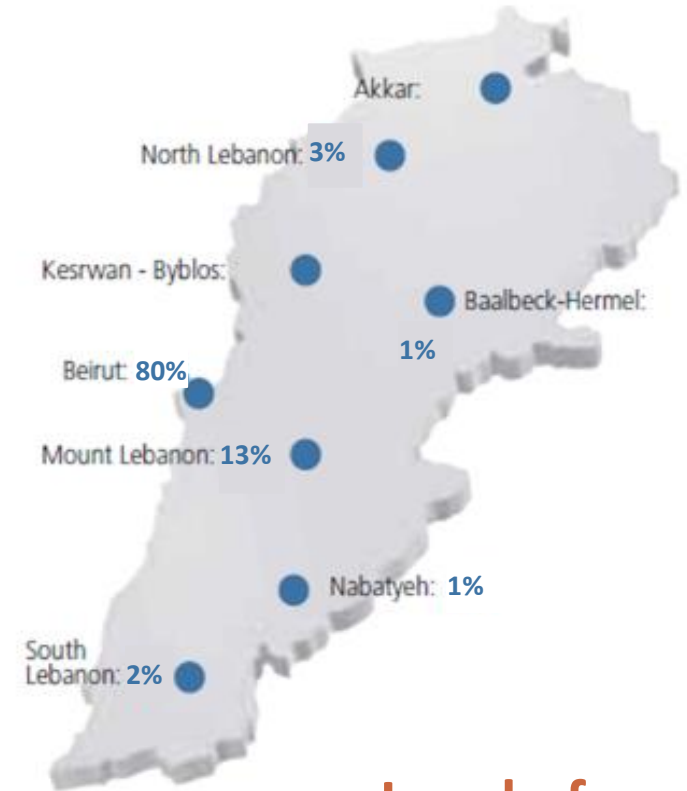 Akkar:
North Lebanon: 3%
Kesrwan - Byblos:
Baalbeck-Hermel:
1%
Beirut: 80%
Mount Lebanon: 13%
Nabatyeh: 1%
South
Lebanon: 2%